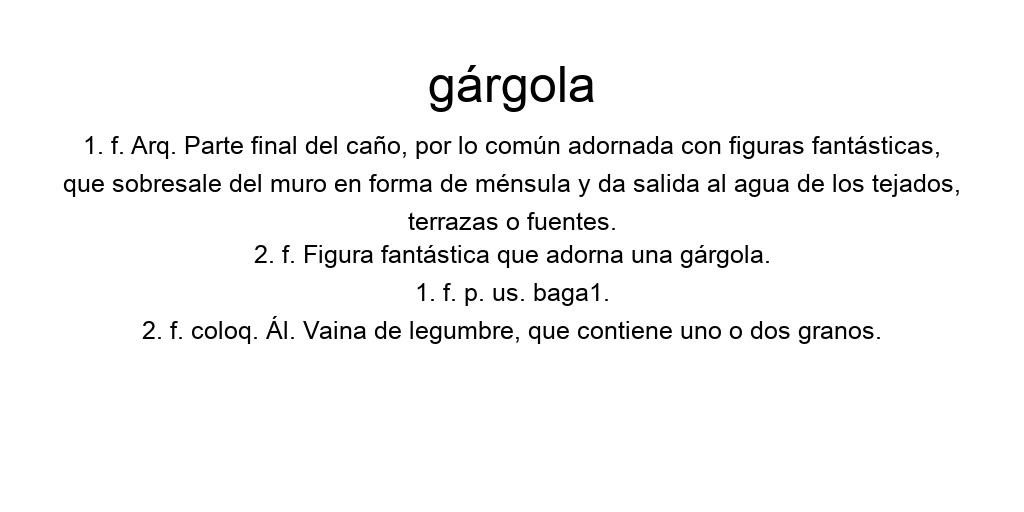 gárgola
1. f. Arq. Parte final del caño, por lo común adornada con figuras fantásticas,
que sobresale del muro en forma de ménsula y da salida al agua de los tejados,
terrazas o fuentes.
2. f. Figura fantástica que adorna una gárgola.
1. f. p. us. baga1.
2. f. coloq. Ál. Vaina de legumbre, que contiene uno o dos granos.